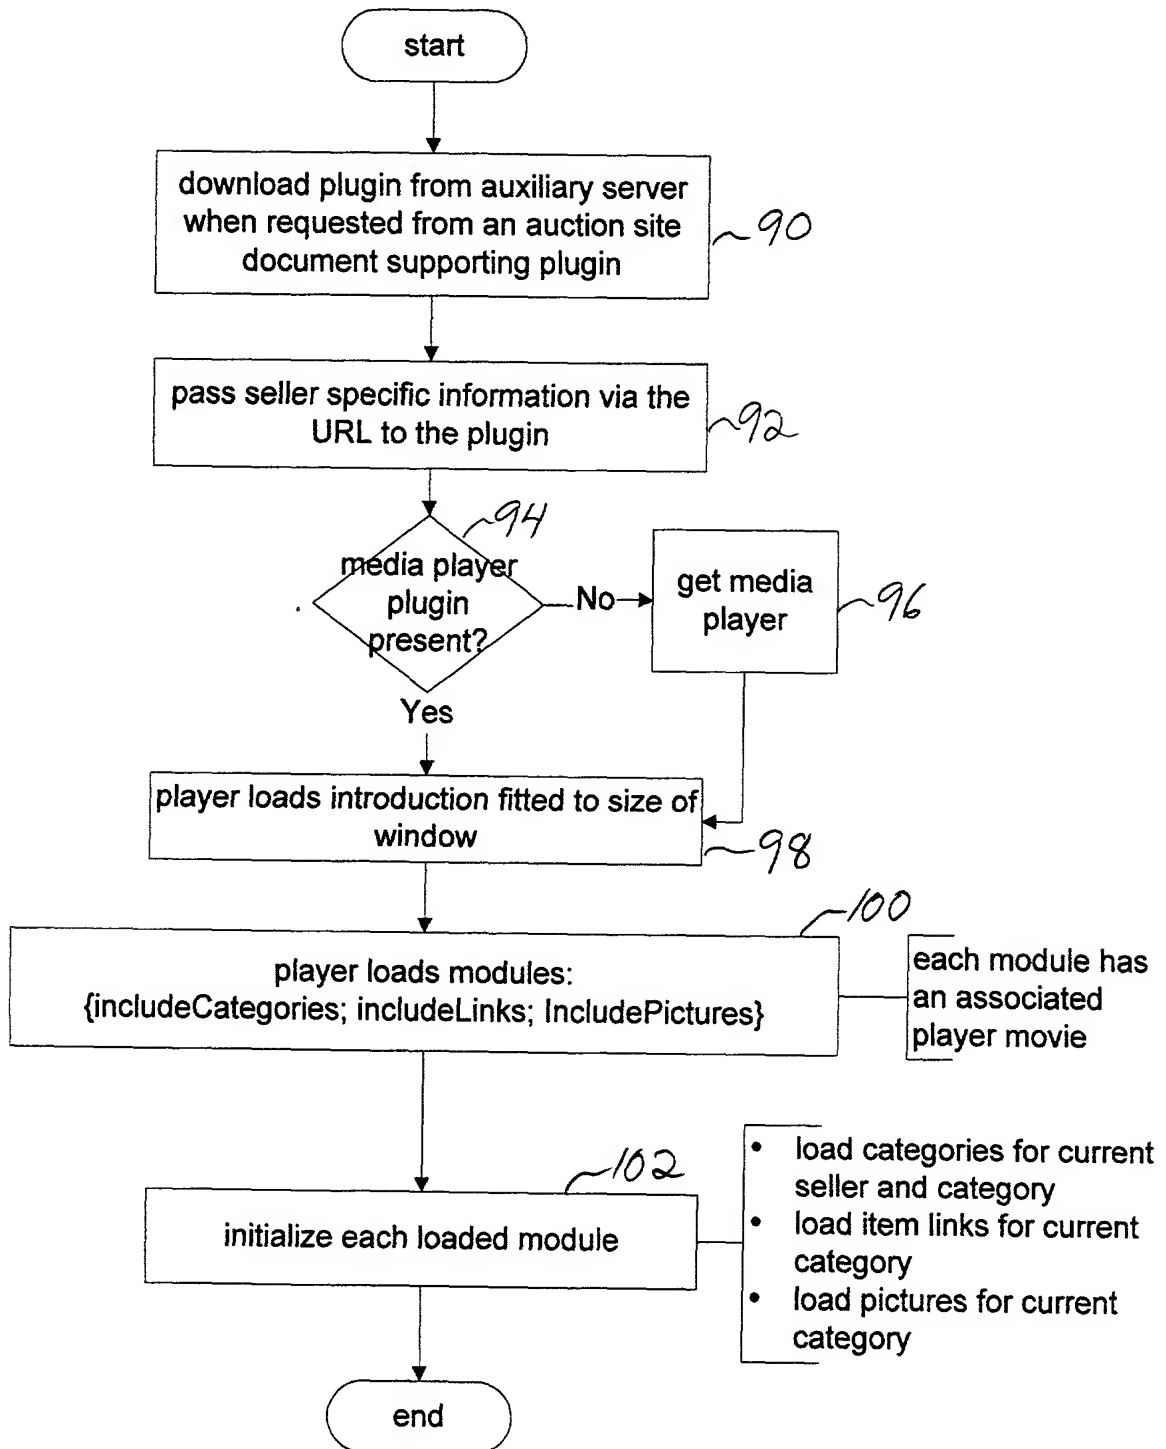 start
download plugin from auxiliary server
when requested from an auction site
document supporting plugin
90
pass seller specific information via the
URL to the plugin
92
94
media player
plugin
present?
No
get media
player
96
Yes
player loads introduction fitted to size of
window
98
100
player loads modules:
{includeCategories; includeLinks; IncludePictures}
each module has
an associated
player movie
102
initialize each loaded module
• load categories for current
seller and category
• load item links for current
category
• load pictures for current
category
end